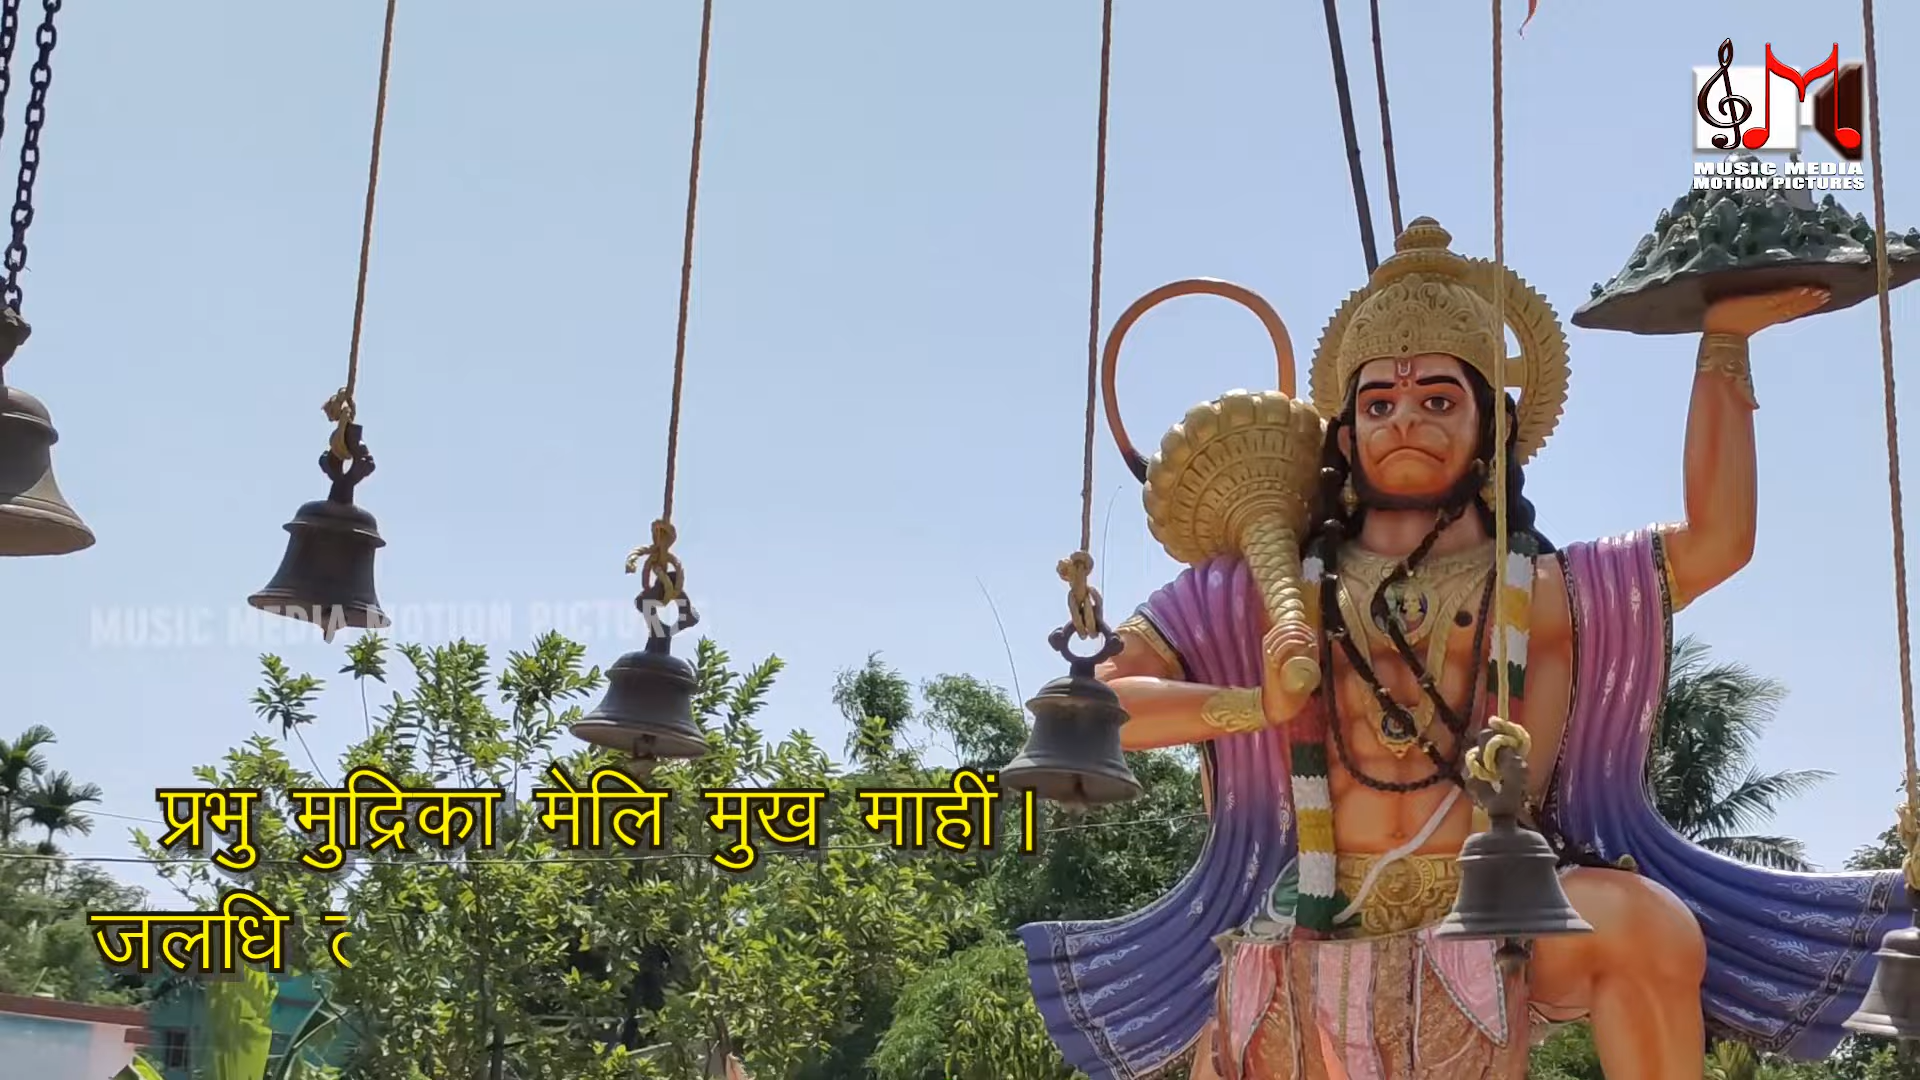 MUSIC MEDIA
MOTION PICTURES
MUSIC MEDIA MOTION PICTURES
प्रभु मुद्रिका मेलि मुख माहीं।
जलधि